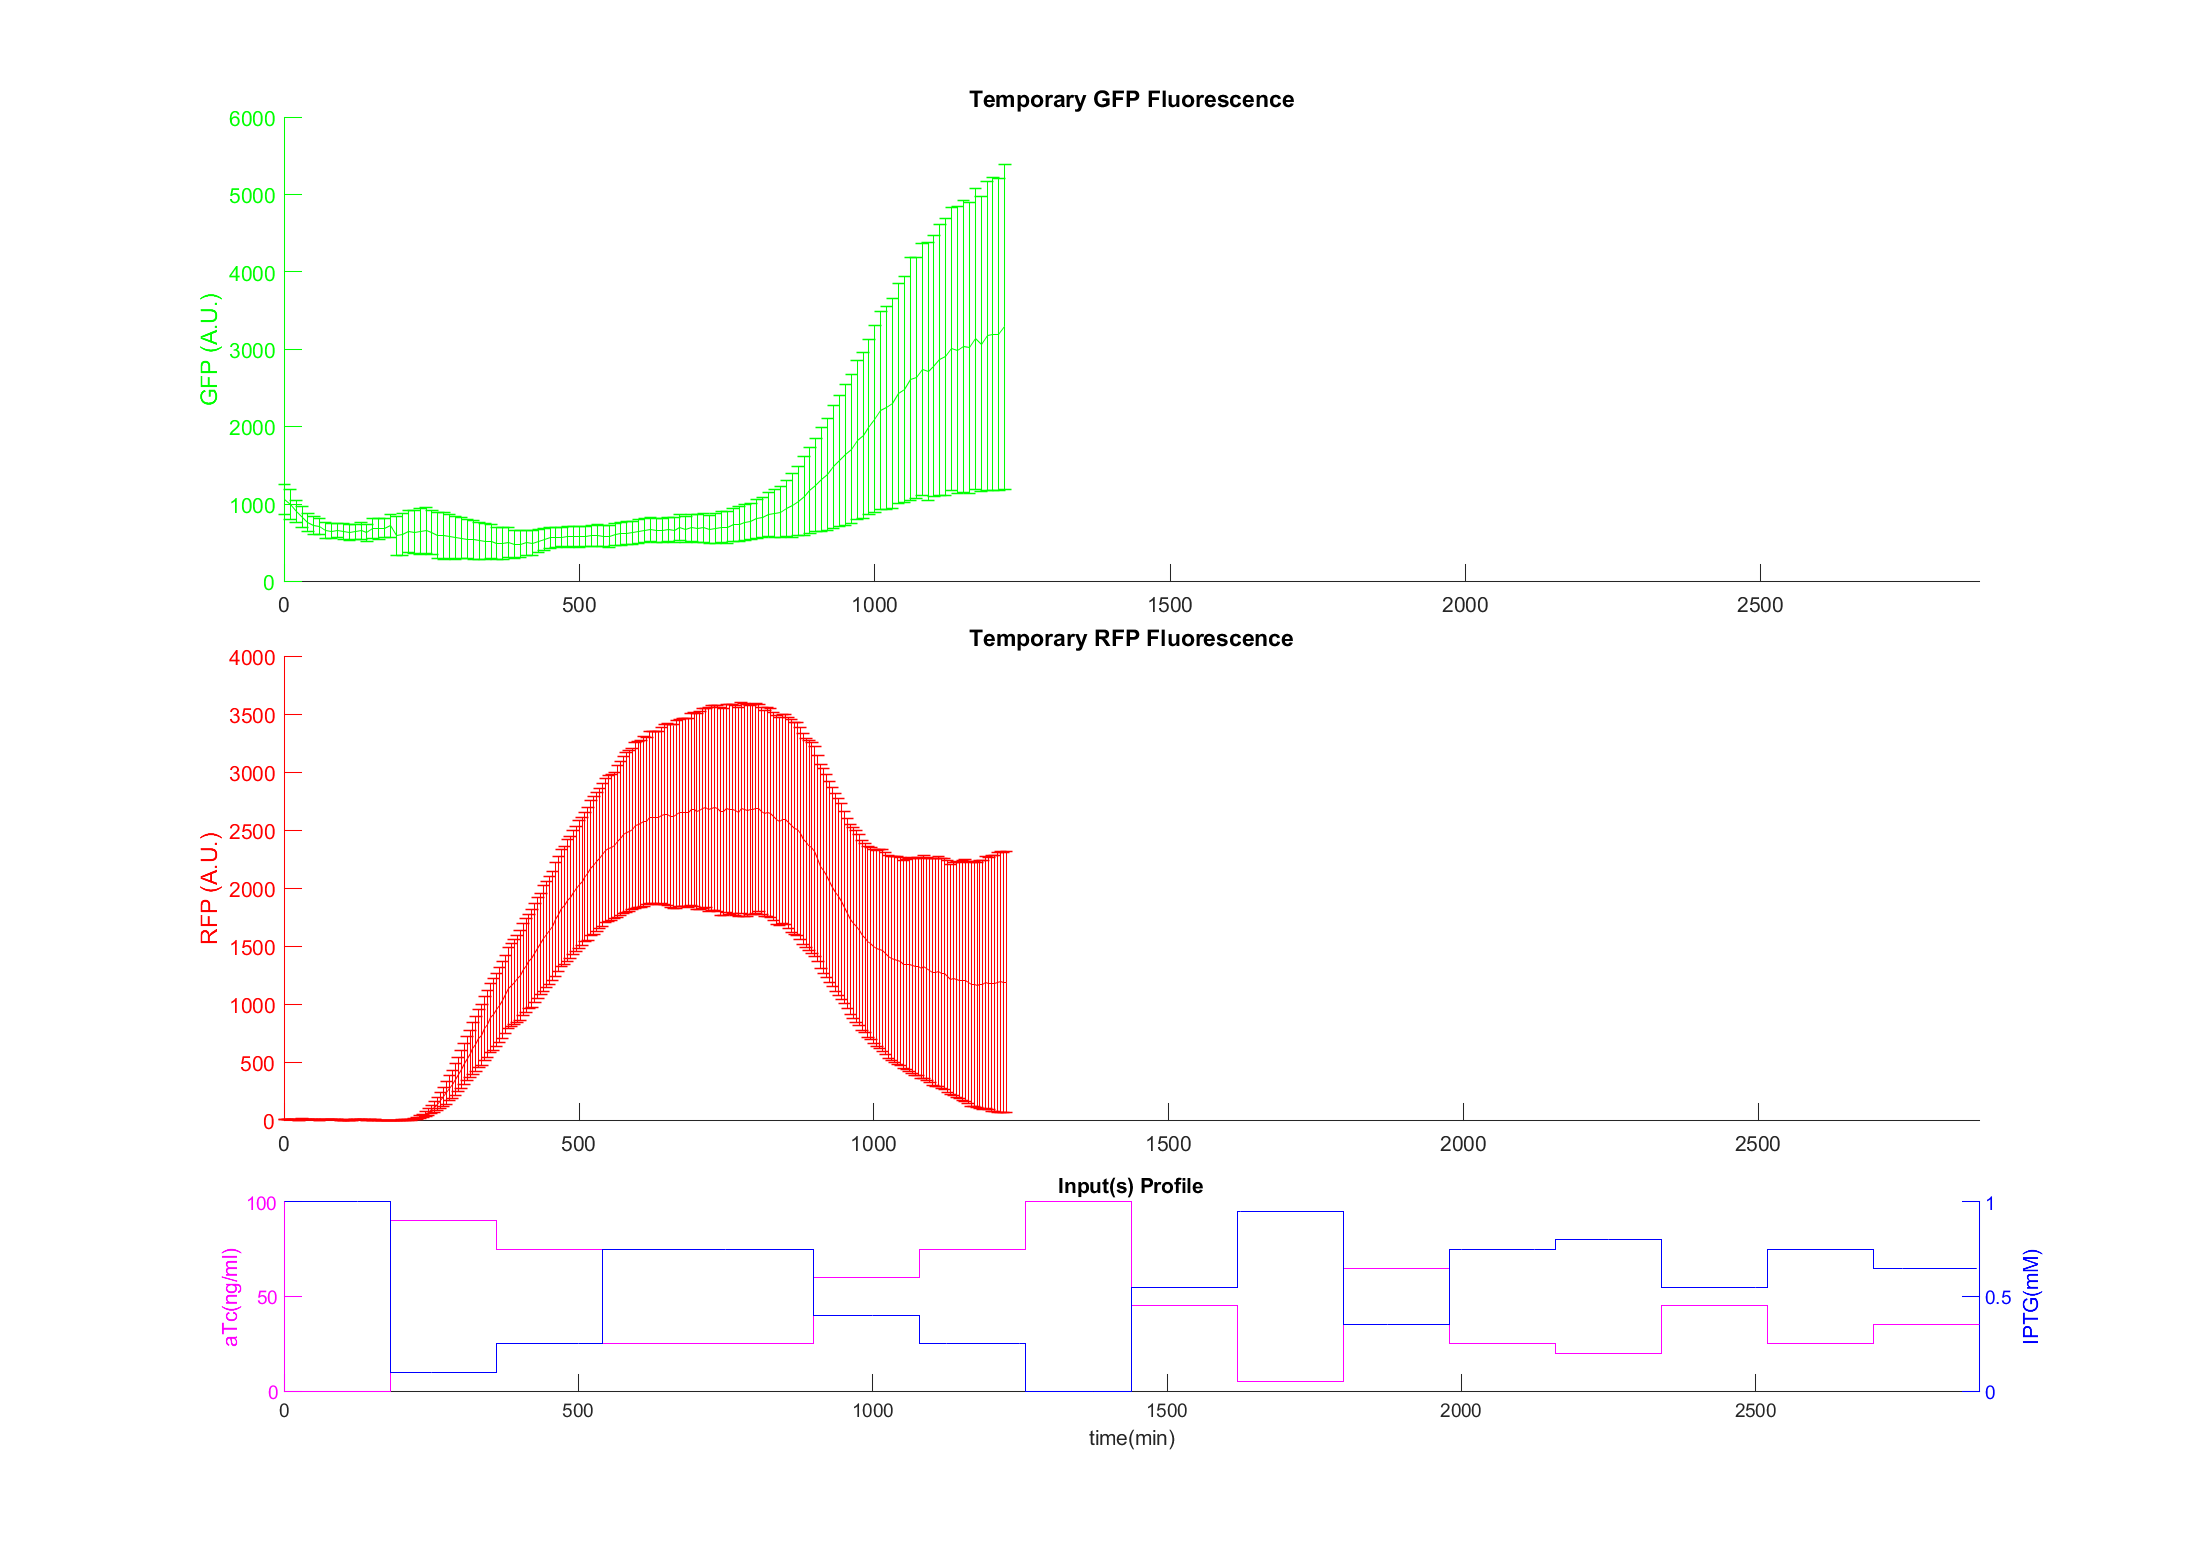 Temporary GFP Fluorescence
6000
5000
4000
3000
2000
1000
0
GFP (A.U.)
0 500 1000 1500 2000 2500
Temporary RFP Fluorescence
4000
3500
3000
2500
2000
1500
1000
500
0
RFP (A.U.)
0 500 1000 1500 2000 2500
Input(s) Profile
100
50
0
aTc(ng/ml)
1
0.5
0
IPTG(mM)
0 500 1000 1500 2000 2500
time(min)